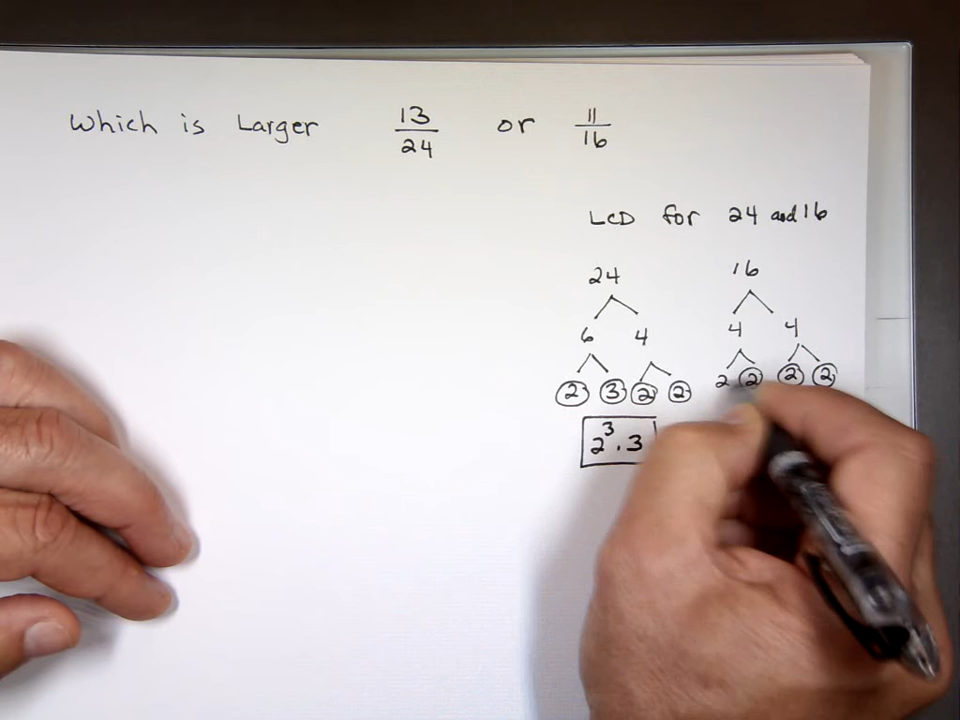 Which is Larger 13/24 or 11/16
LCD for 24 and 16
24 16
6 4 4 4
2 3 2 2 2 2 2 2
2³ · 3